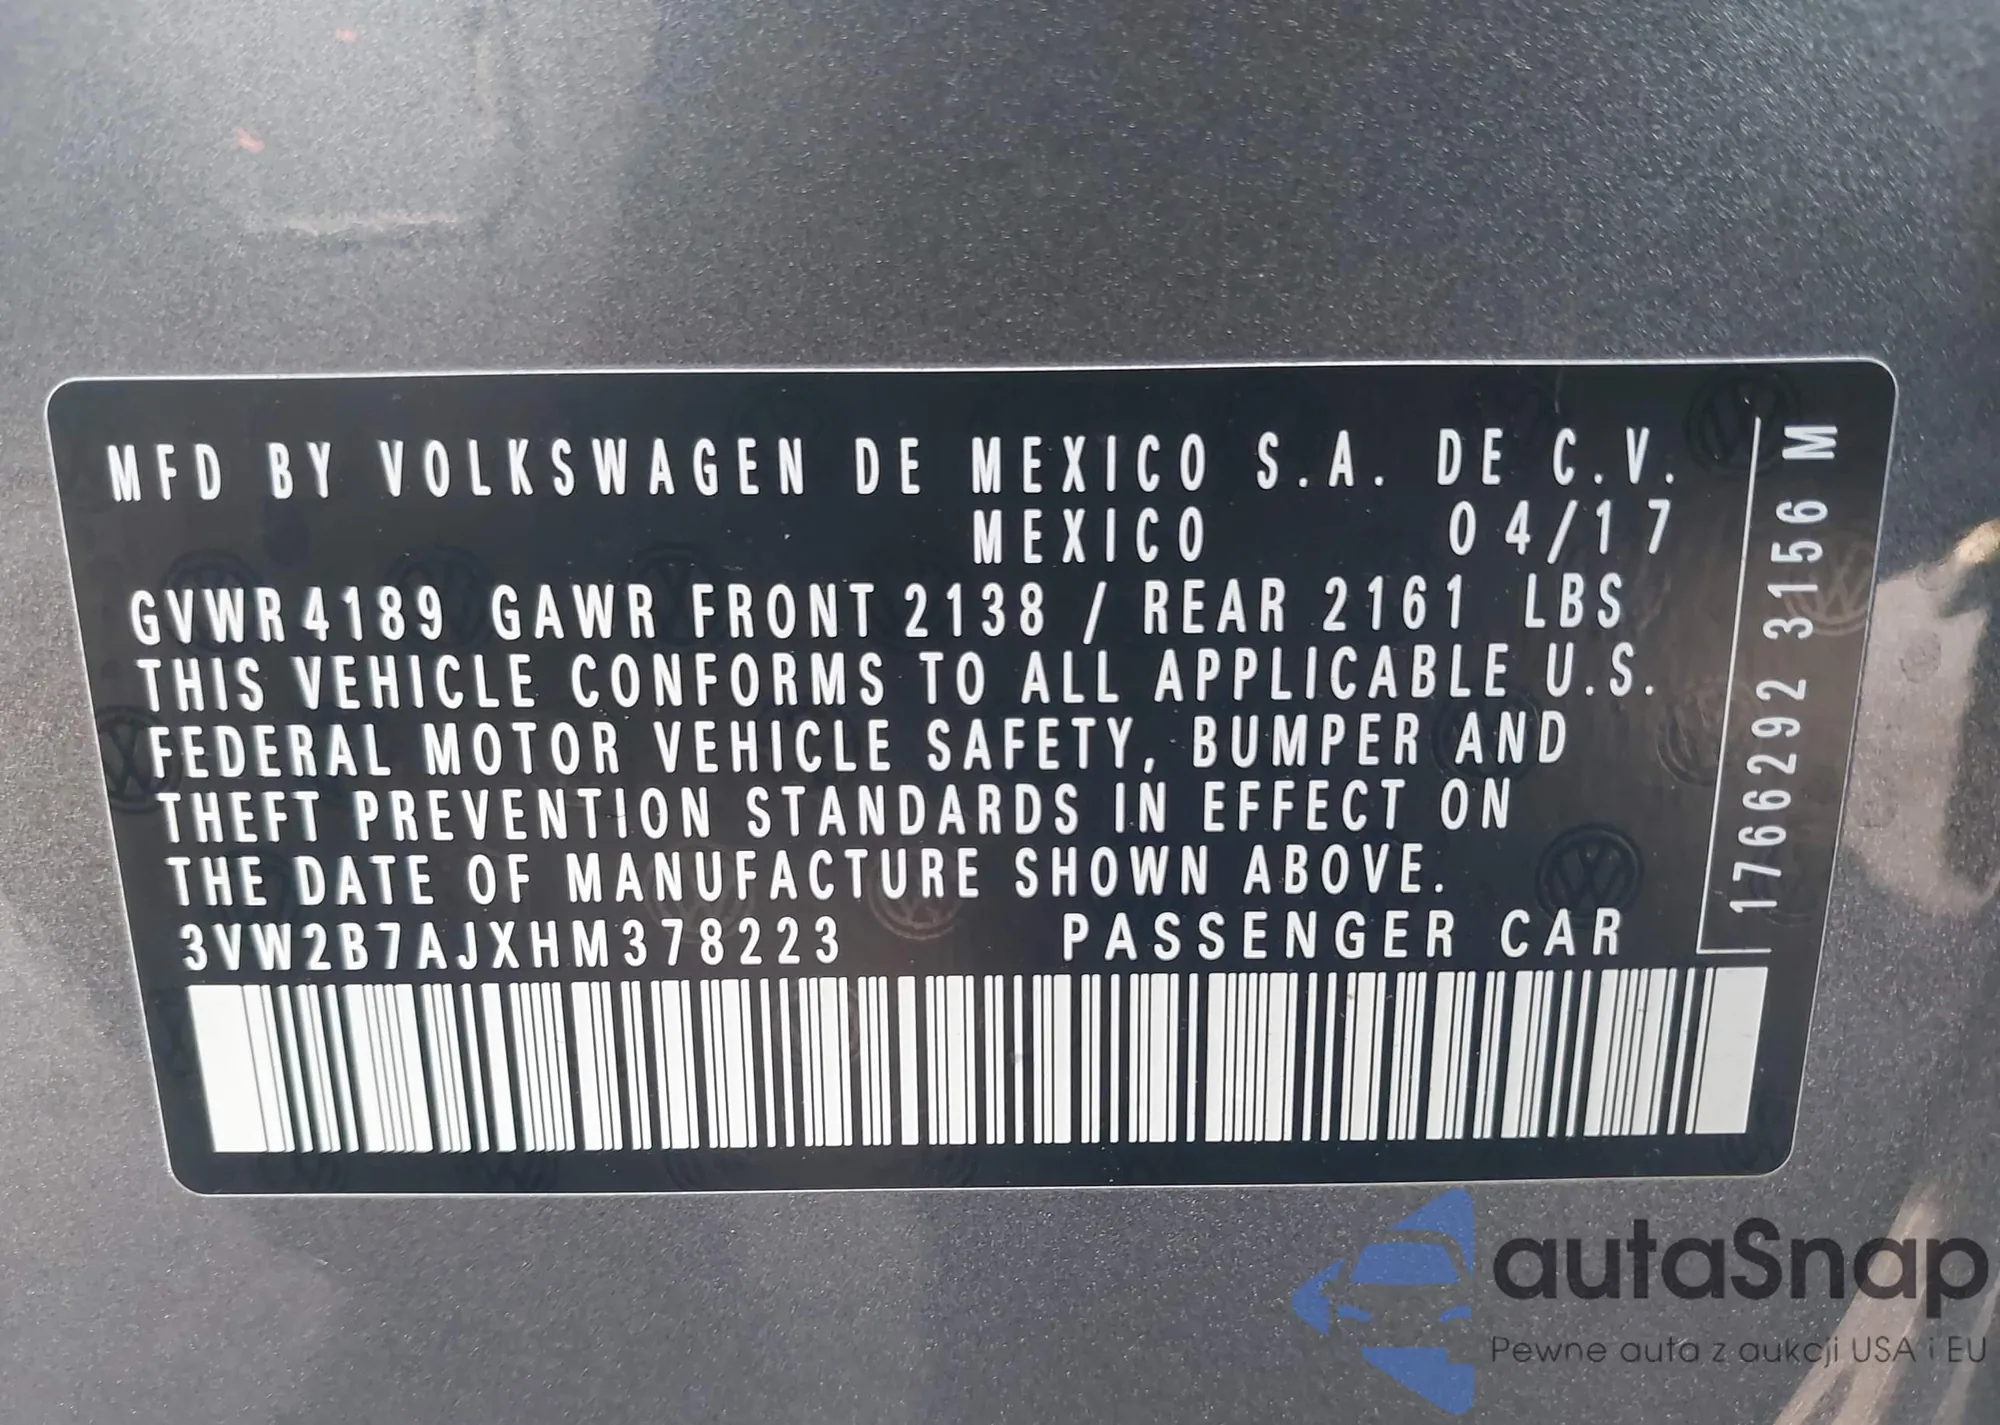 MFD BY VOLKSWAGEN DE MEXICO S.A. DE C.V.
MEXICO 04/17
GVWR 4189 GAWR FRONT 2138 / REAR 2161 LBS
THIS VEHICLE CONFORMS TO ALL APPLICABLE U.S.
FEDERAL MOTOR VEHICLE SAFETY, BUMPER AND
THEFT PREVENTION STANDARDS IN EFFECT ON
THE DATE OF MANUFACTURE SHOWN ABOVE.
3VW2B7AJXHM378223 PASSENGER CAR
1766292 3156 M
autaSnap
Pewne auta z aukcji USA i EU